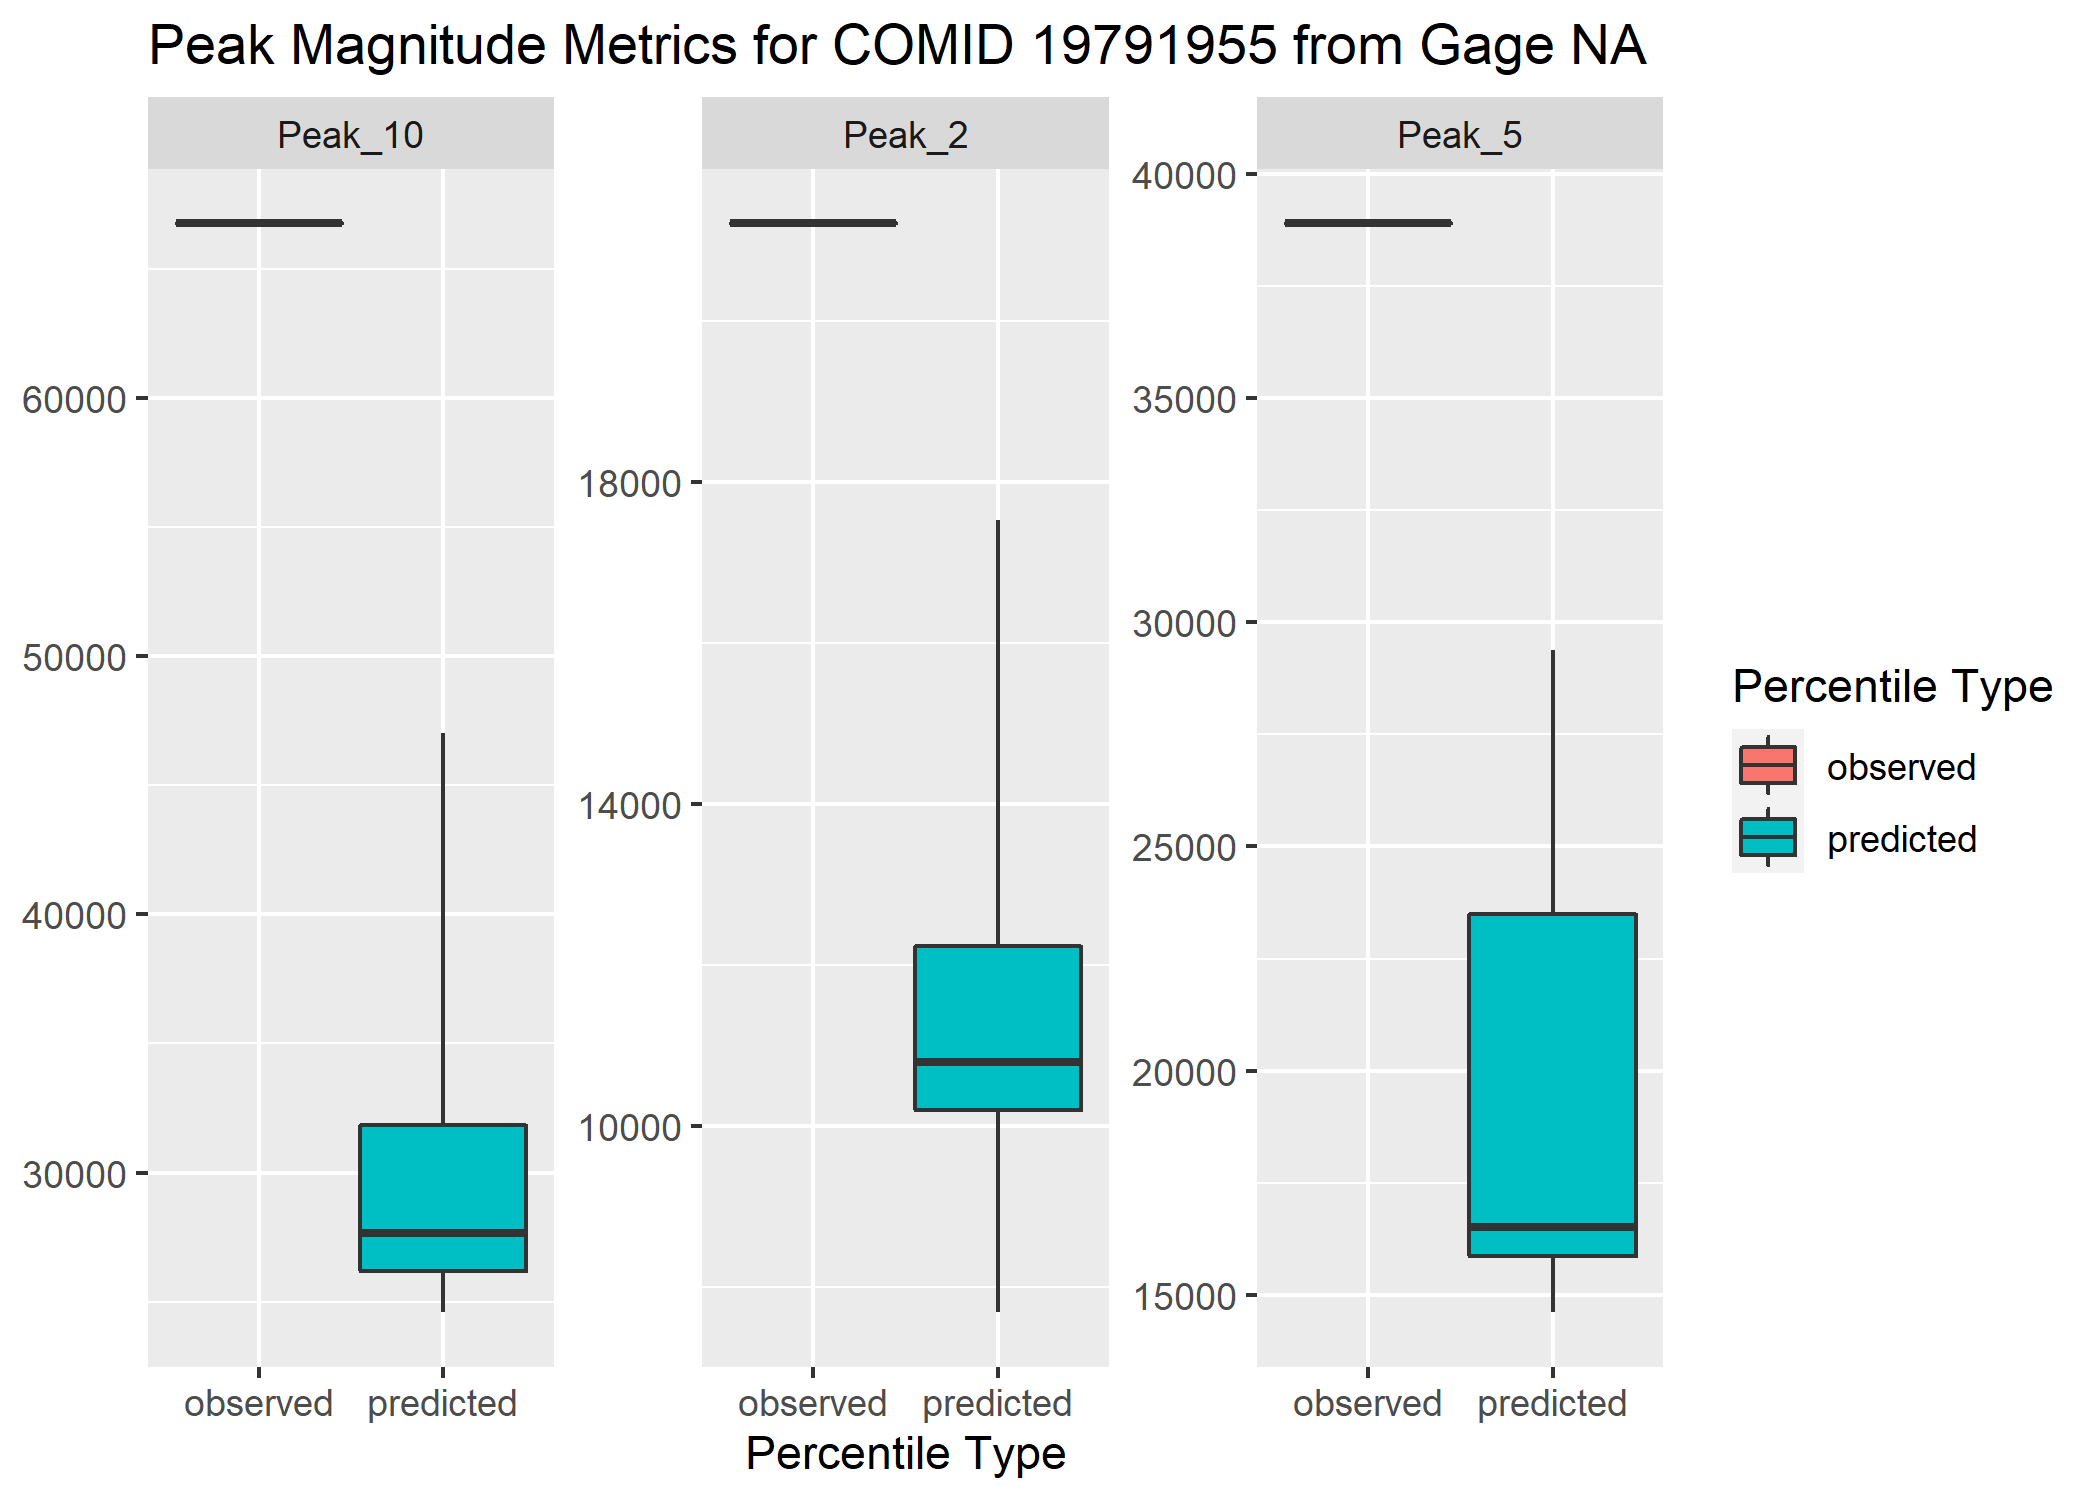 Peak Magnitude Metrics for COMID 19791955 from Gage NA
Peak_10
Peak_2
Peak_5
60000
50000
40000
30000
18000
14000
10000
40000
35000
30000
25000
20000
15000
observed predicted
observed predicted
observed predicted
Percentile Type
Percentile Type
observed
predicted